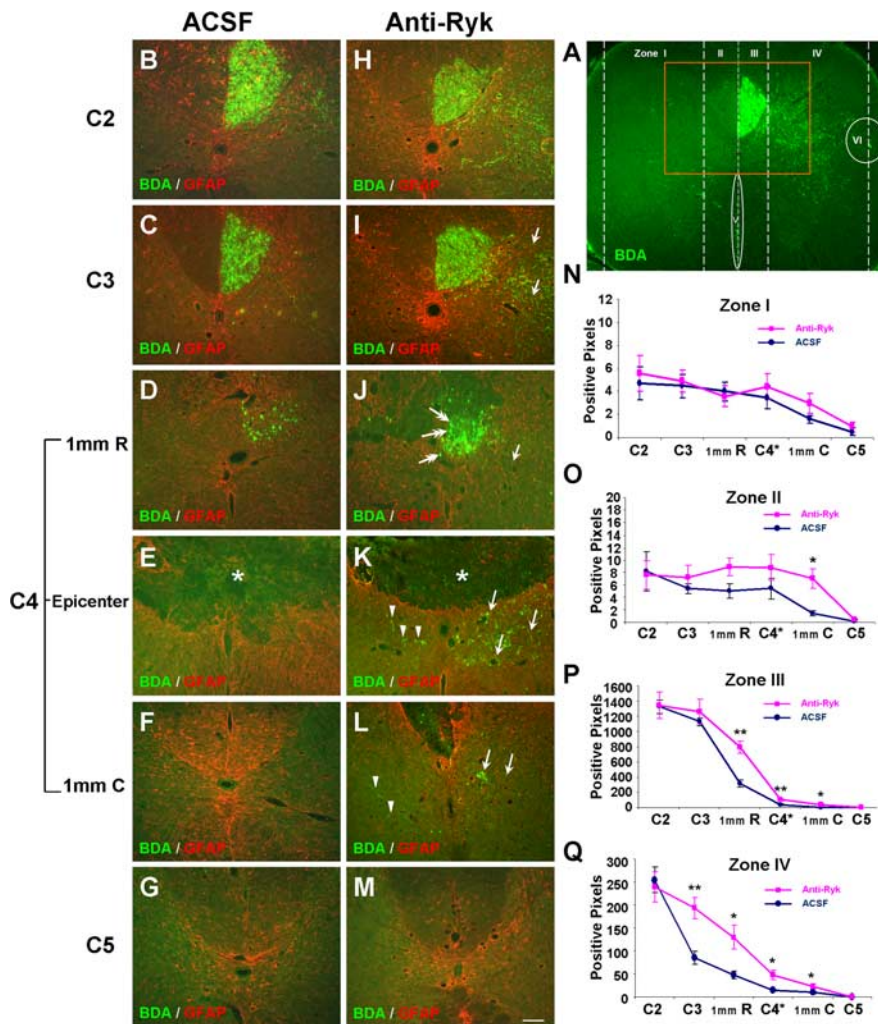 ACSF
Anti-Ryk
B
H
A
Zone I II III IV
VI
V
BDA
C2
BDA / GFAP
BDA / GFAP
C
I
C3
BDA / GFAP
BDA / GFAP
D
J
1mm R
BDA / GFAP
BDA / GFAP
E
*
K
*
C4
Epicenter
BDA / GFAP
BDA / GFAP
F
L
1mm C
BDA / GFAP
BDA / GFAP
G
M
C5
BDA / GFAP
BDA / GFAP
N
Zone I
Positive Pixels
12
10
8
6
4
2
0
Anti-Ryk
ACSF
C2 C3 1mm R C4* 1mm C C5
O
Zone II
Positive Pixels
20
18
16
14
12
10
8
6
4
2
0
Anti-Ryk
ACSF
*
C2 C3 1mm R C4* 1mm C C5
P
Zone III
Positive Pixels
1600
1400
1200
1000
800
600
400
200
0
Anti-Ryk
ACSF
**
**
*
C2 C3 1mm R C4* 1mm C C5
Q
Zone IV
Positive Pixels
300
250
200
150
100
50
0
Anti-Ryk
ACSF
**
*
*
*
C2 C3 1mm R C4* 1mm C C5